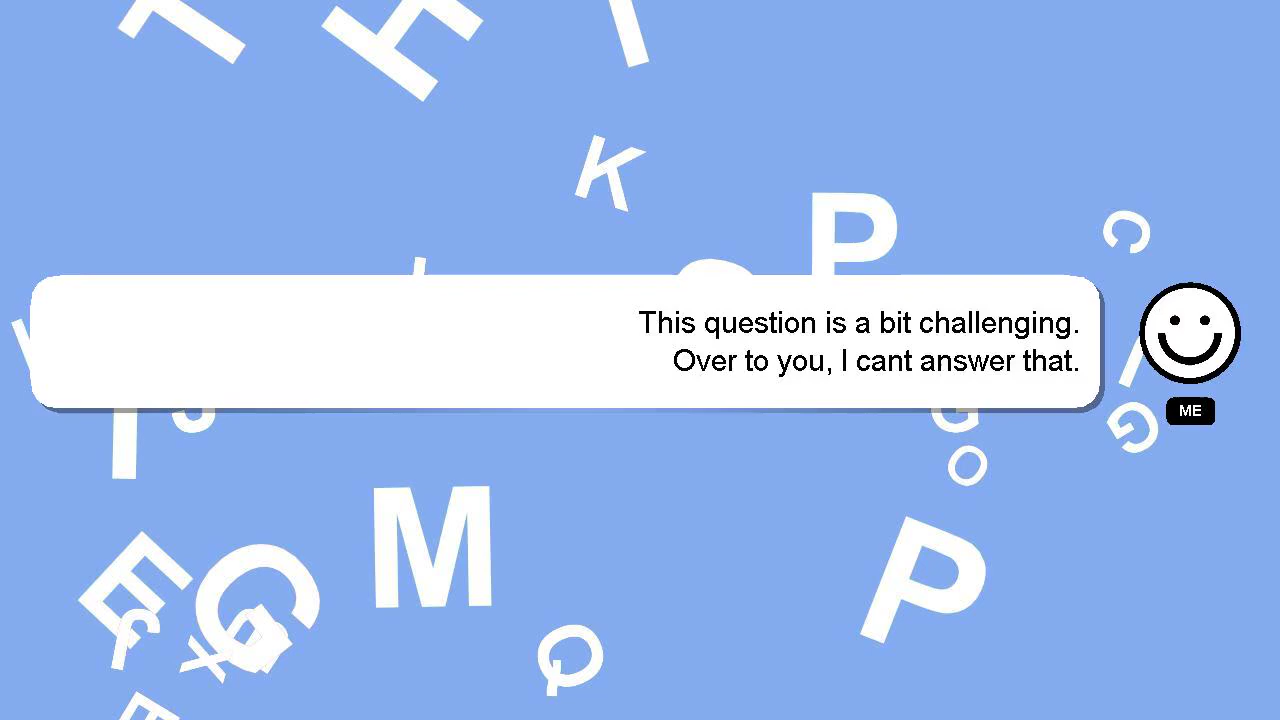 This question is a bit challenging.
Over to you, I cant answer that.
ME
T
H
K
P
C
G
G
O
M
E
G
X
Q
P
E